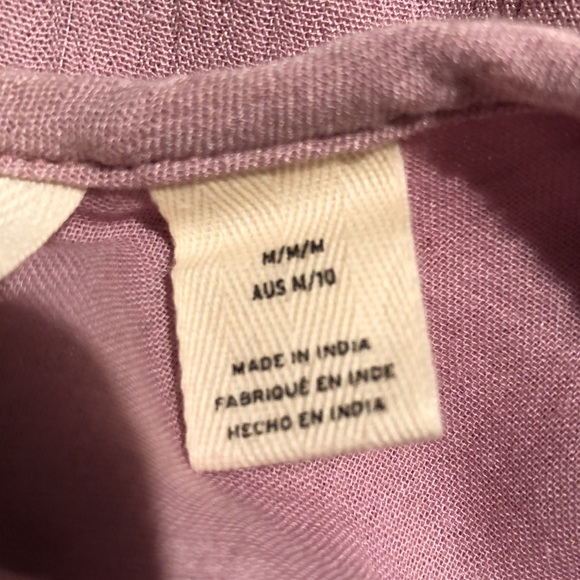 M/M/M
AUS M/10
MADE IN INDIA
FABRIQUÉ EN INDE
HECHO EN INDIA